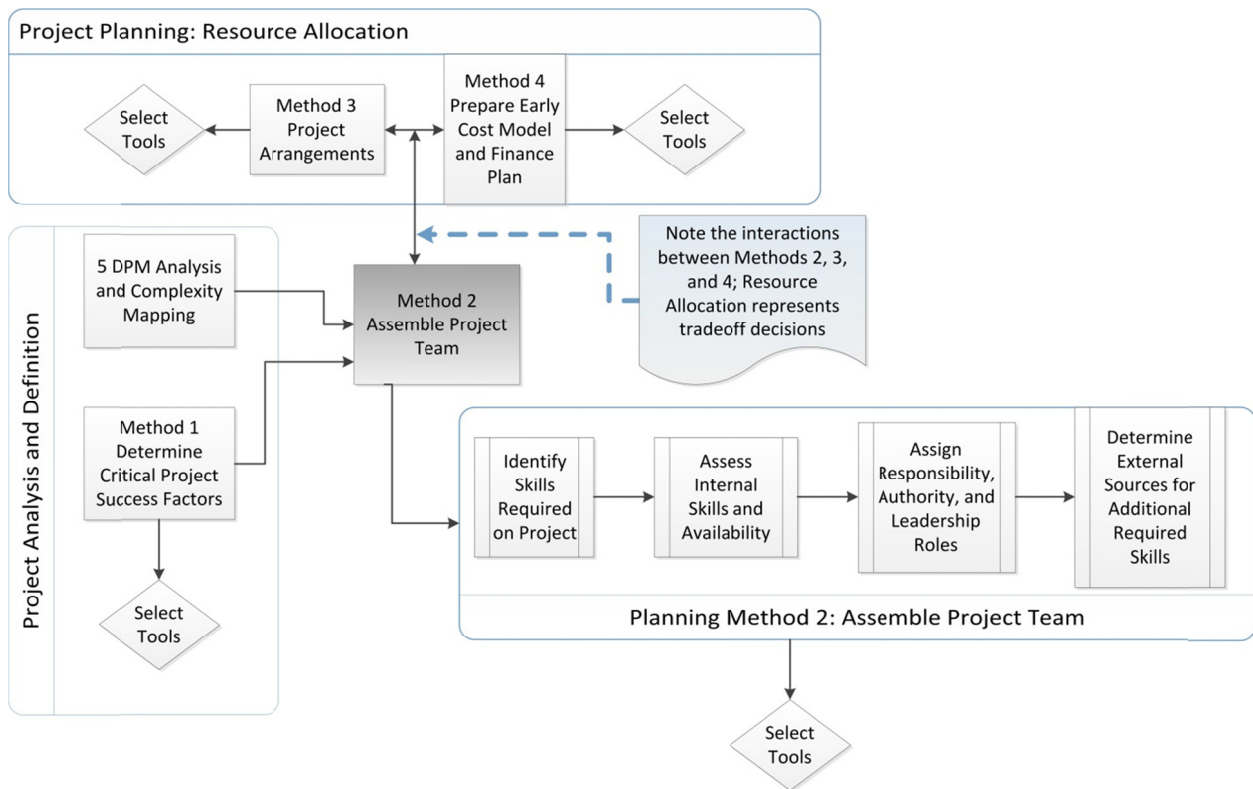 Project Planning: Resource Allocation
Select
Tools
Method 3
Project
Arrangements
Method 4
Prepare Early
Cost Model
and Finance
Plan
Select
Tools
Project Analysis and Definition
5 DPM Analysis
and Complexity
Mapping
Method 2
Assemble Project
Team
Note the interactions
between Methods 2, 3,
and 4; Resource
Allocation represents
tradeoff decisions
Method 1
Determine
Critical Project
Success Factors
Select
Tools
Identify
Skills
Required
on Project
Assess
Internal
Skills and
Availability
Assign
Responsibility,
Authority, and
Leadership
Roles
Determine
External
Sources for
Additional
Required
Skills
Planning Method 2: Assemble Project Team
Select
Tools